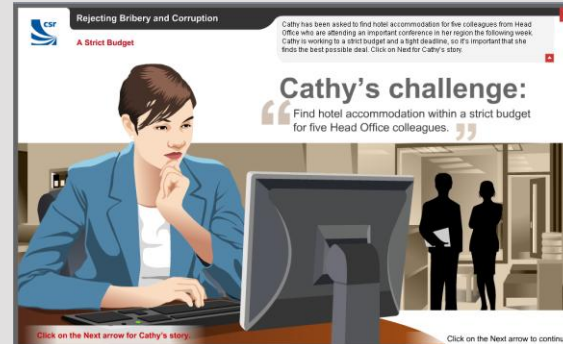 csr
Rejecting Bribery and Corruption
A Strict Budget
Cathy has been asked to find hotel accommodation for five colleagues from Head
Office who are attending an important conference in her region the following week.
Cathy is working to a strict budget and a tight deadline, so it's important that she
finds the best possible deal. Click on Next for Cathy's story.
Cathy's challenge:
“Find hotel accommodation within a strict budget
for five Head Office colleagues.”
Click on the Next arrow for Cathy's story.
Click on the Next arrow to continu